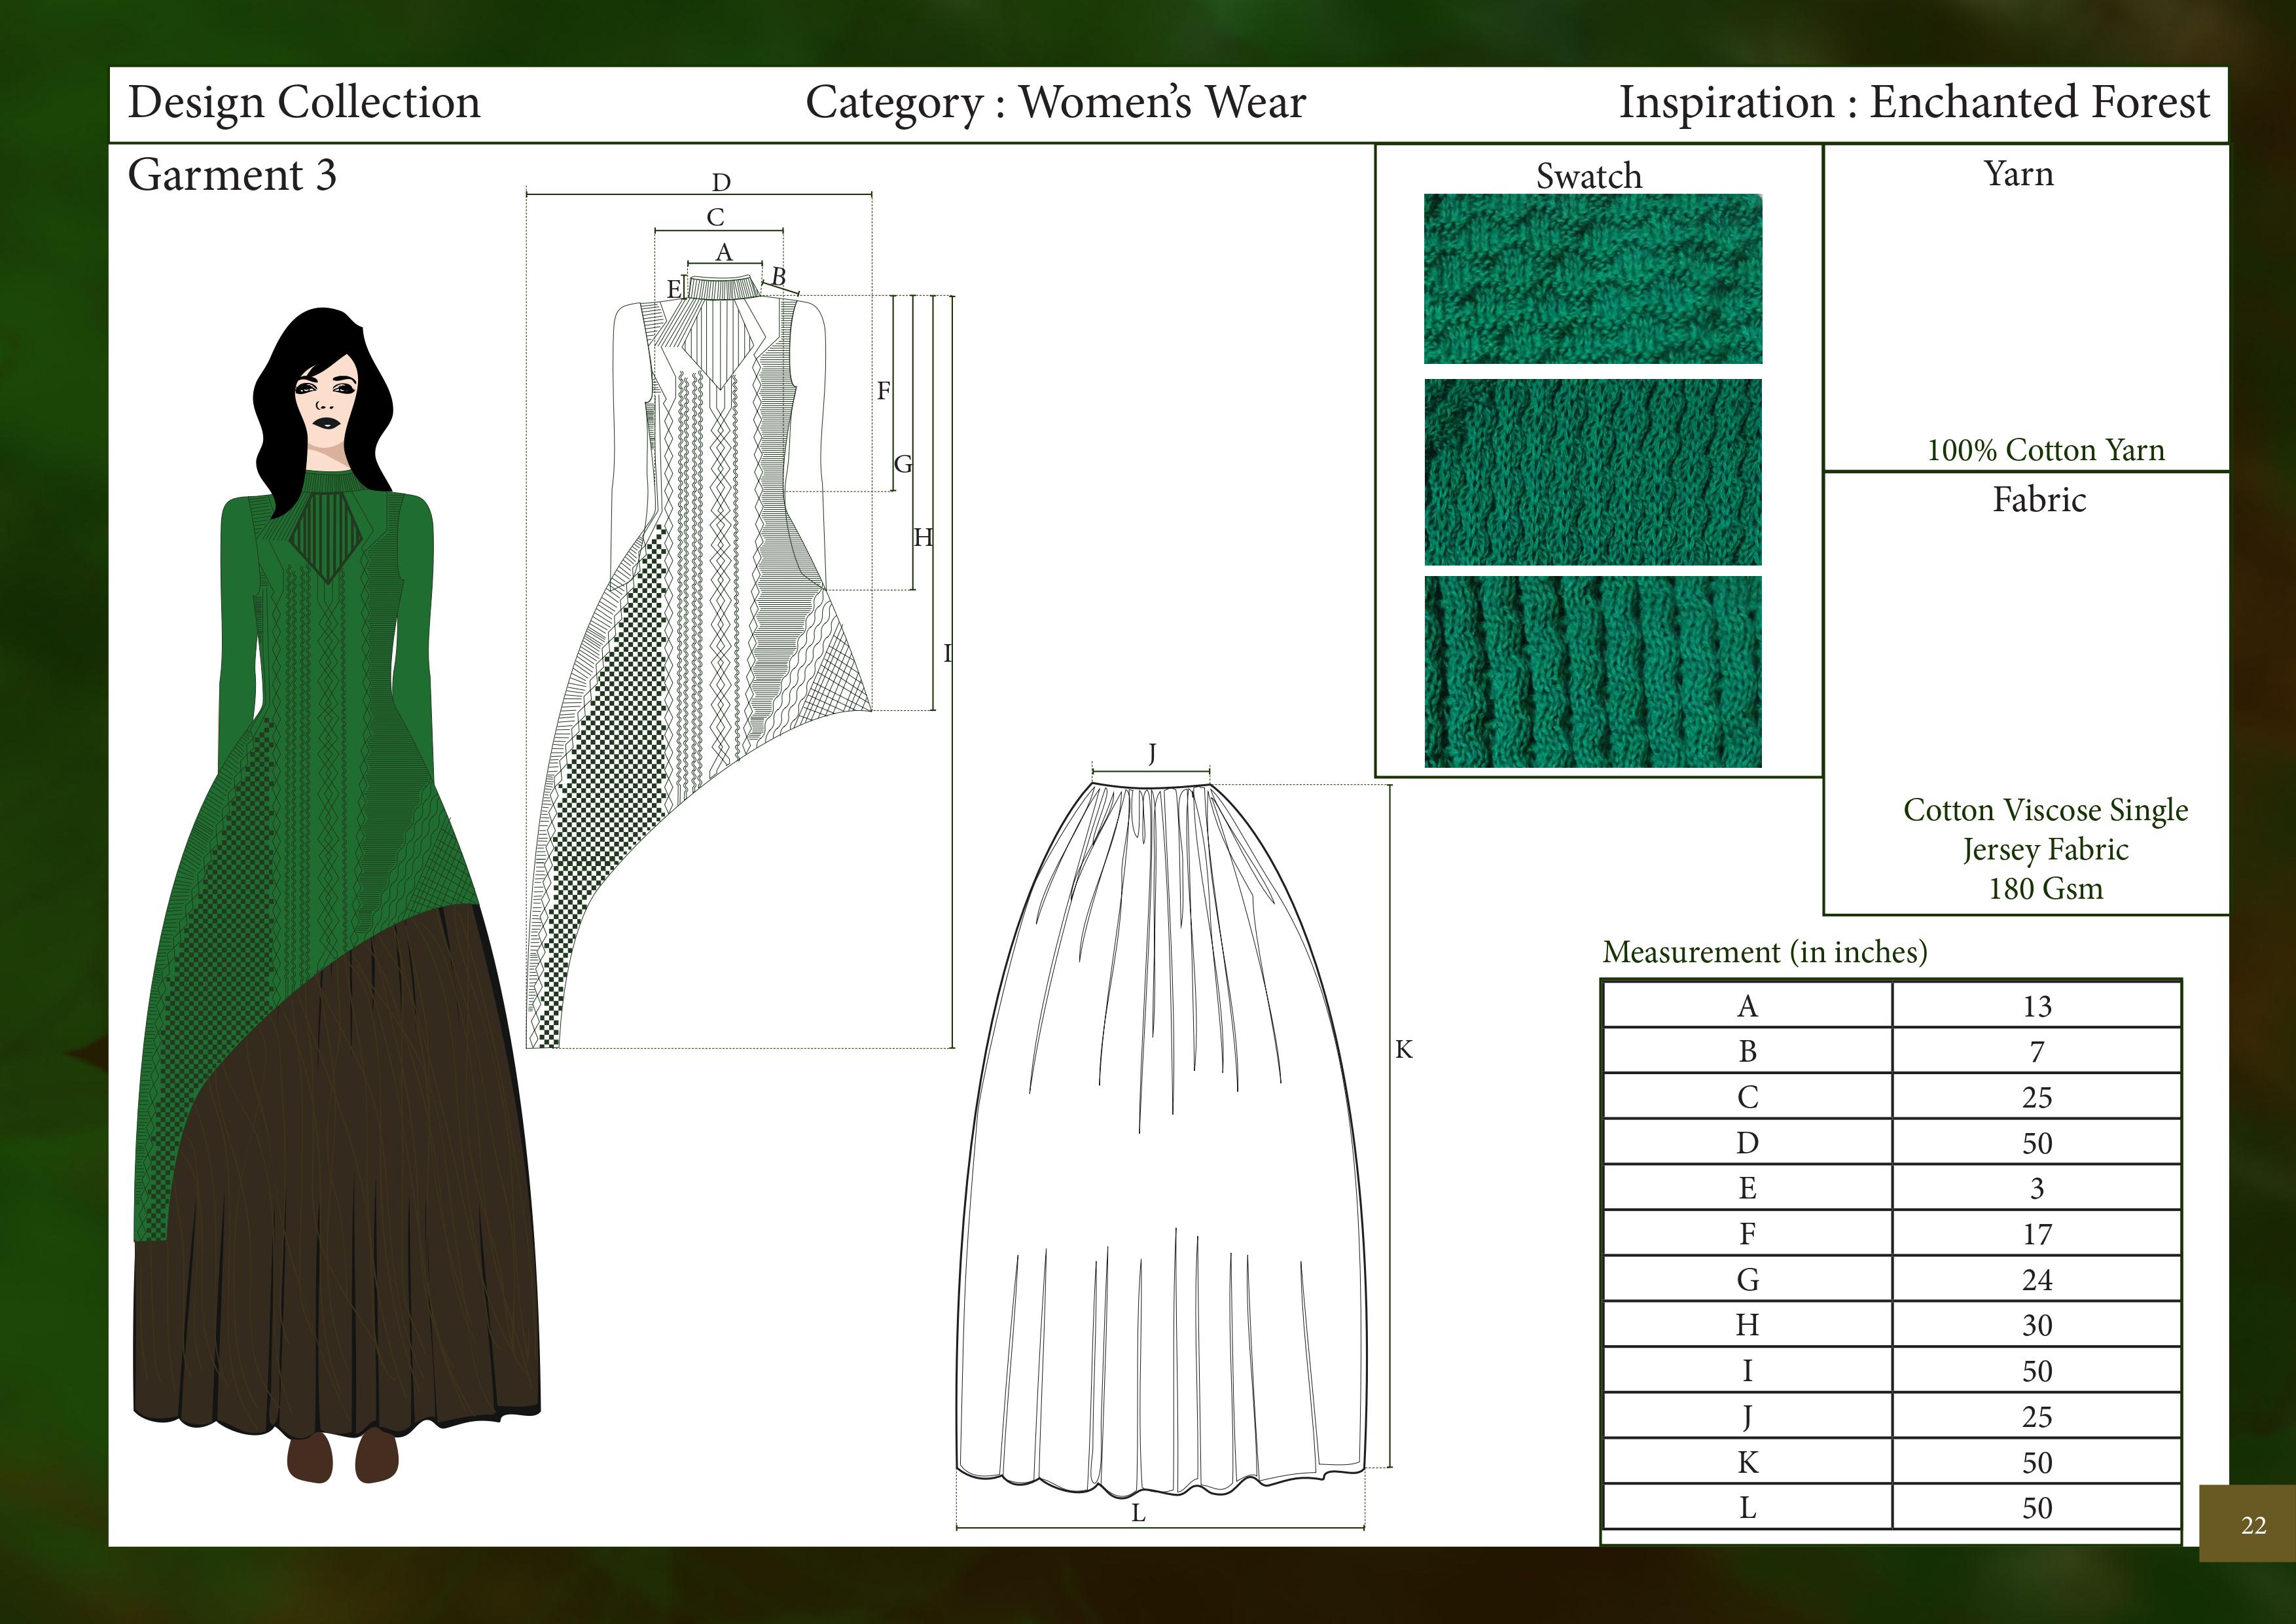 Design Collection
Category : Women's Wear
Inspiration : Enchanted Forest
Garment 3
D
C
A
B
E
F
G
H
I
J
K
L
Swatch
Yarn
100% Cotton Yarn
Fabric
Cotton Viscose Single
Jersey Fabric
180 Gsm
Measurement (in inches)
A 13
B 7
C 25
D 50
E 3
F 17
G 24
H 30
I 50
J 25
K 50
L 50
22